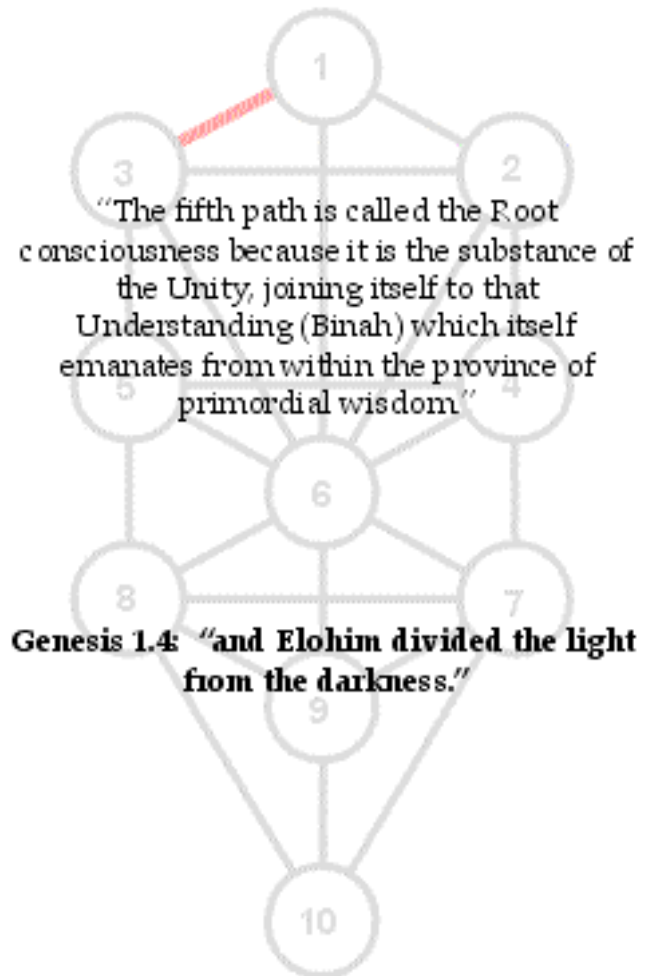 1
3
2
“The fifth path is called the Root
consciousness because it is the substance of
the Unity, joining itself to that
Understanding (Binah) which itself
emanates from within the province of
5
4
primordial wisdom”
6
8
7
Genesis 1.4: “and Elohim divided the light
from the darkness.”
9
10